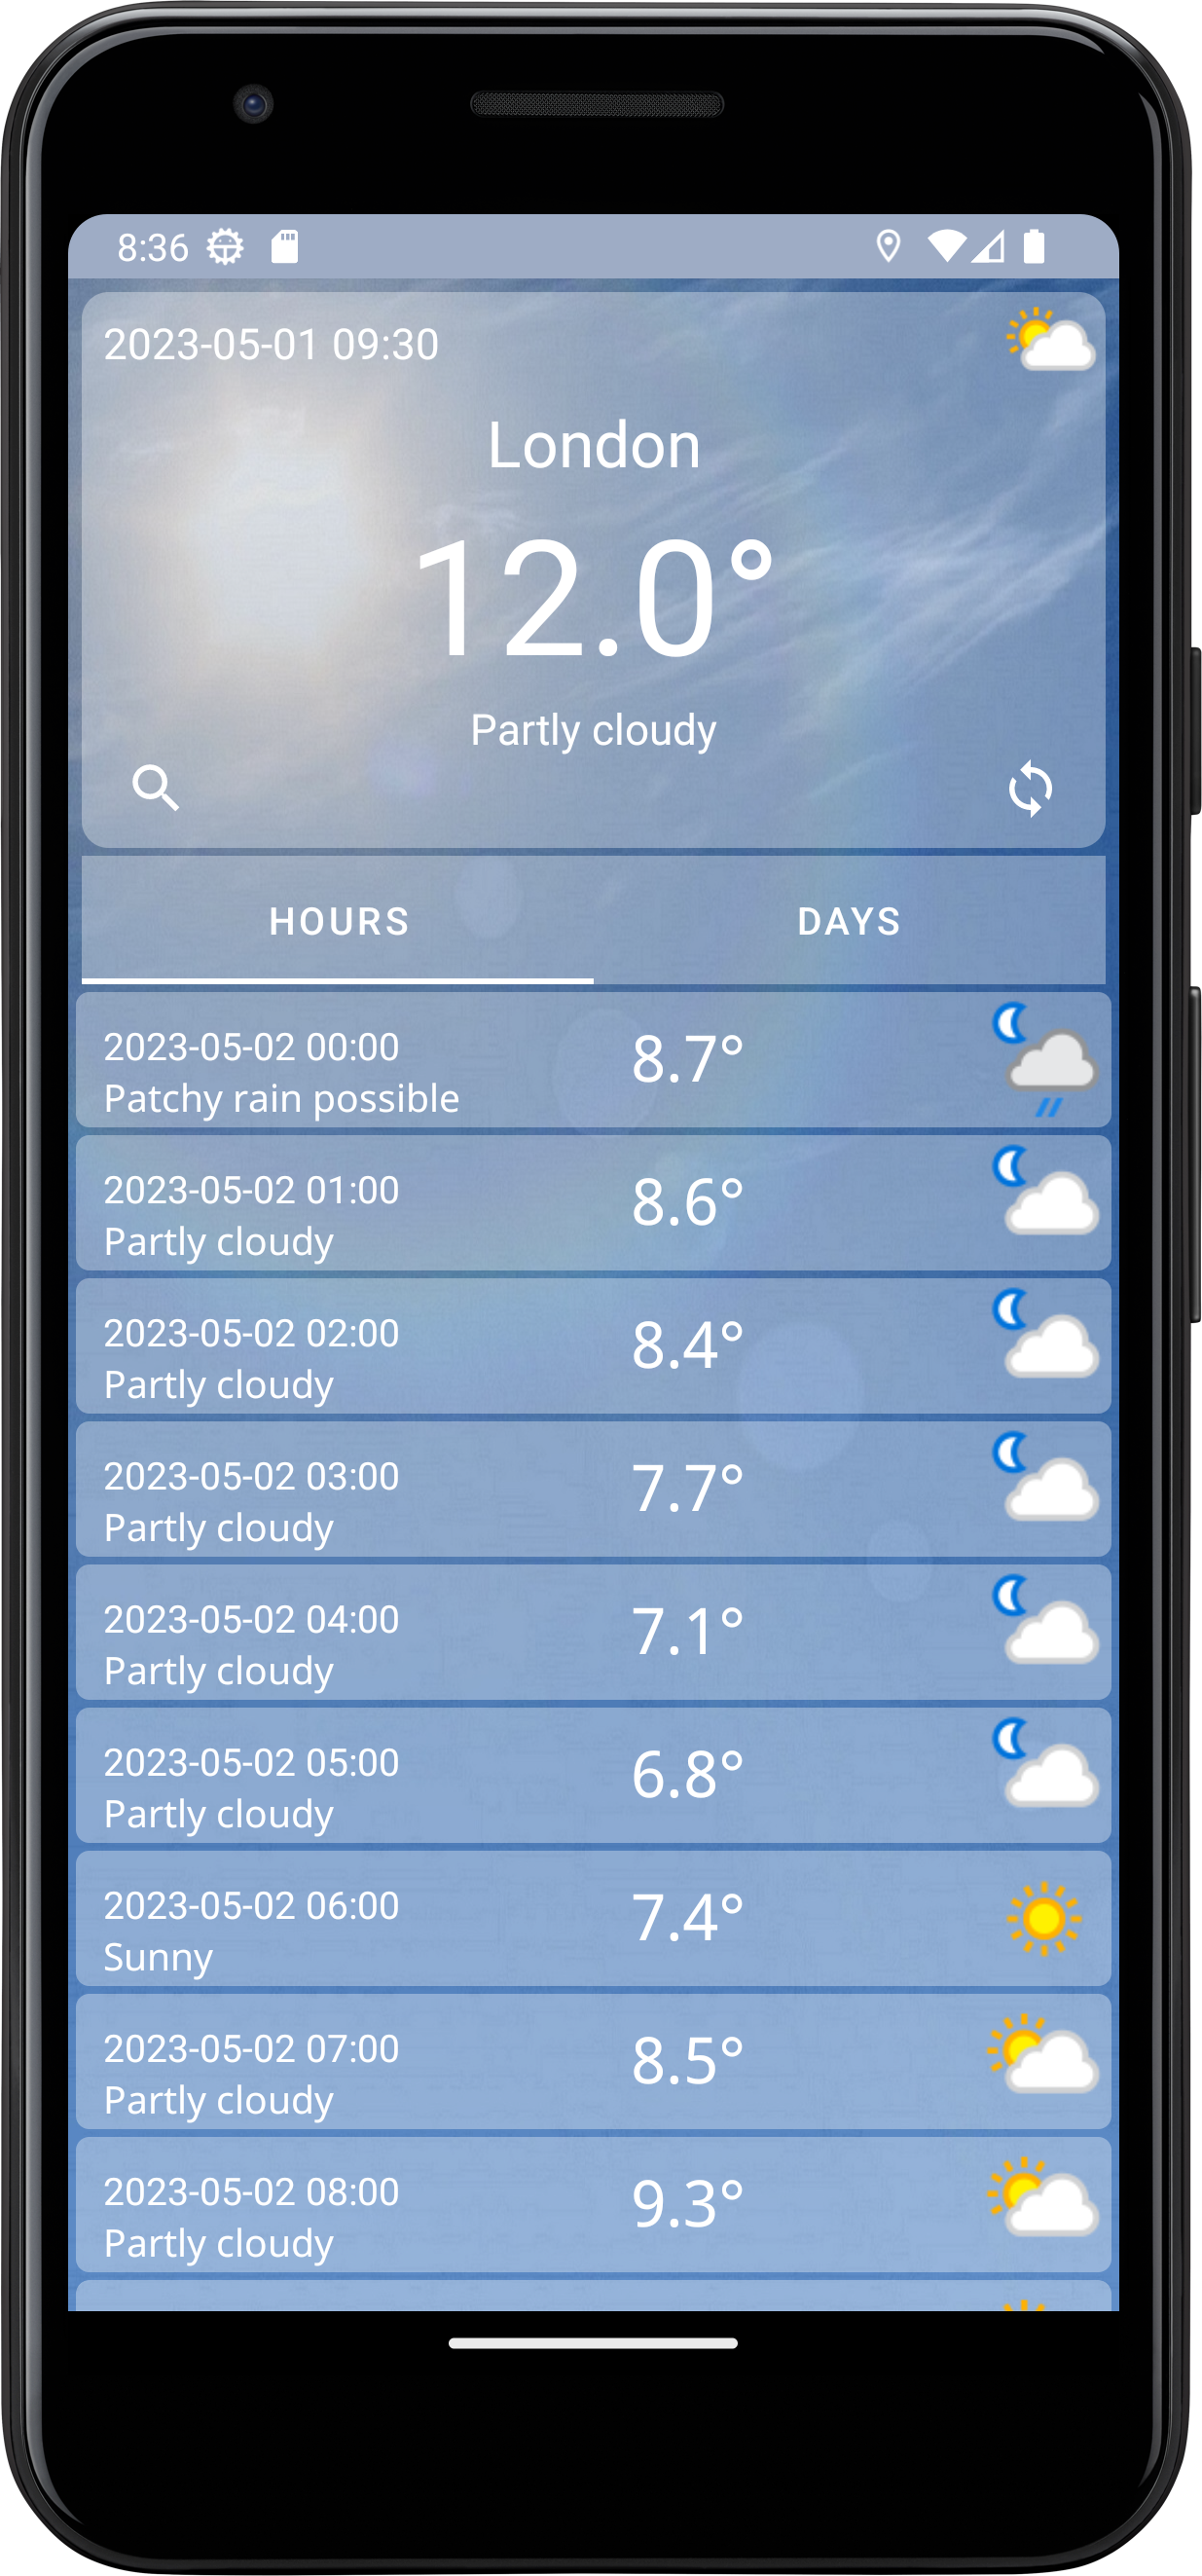 8:36
2023-05-01 09:30
London
12.0°
Partly cloudy
HOURS DAYS
2023-05-02 00:00
8.7°
Patchy rain possible
2023-05-02 01:00
8.6°
Partly cloudy
2023-05-02 02:00
8.4°
Partly cloudy
2023-05-02 03:00
7.7°
Partly cloudy
2023-05-02 04:00
7.1°
Partly cloudy
2023-05-02 05:00
6.8°
Partly cloudy
2023-05-02 06:00
7.4°
Sunny
2023-05-02 07:00
8.5°
Partly cloudy
2023-05-02 08:00
9.3°
Partly cloudy